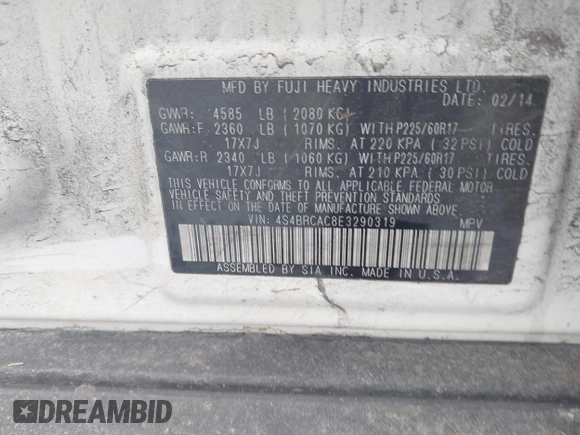 MFD BY FUJI HEAVY INDUSTRIES LTD.
DATE: 02/14
GVWR: 4585 LB ( 2080 KG)
GAWR:F 2360 LB ( 1070 KG) WITH P225/60R17 TIRES.
17X7J RIMS. AT 220 KPA ( 32 PSI) COLD
GAWR:R 2340 LB ( 1060 KG) WITH P225/60R17 TIRES.
17X7J RIMS. AT 210 KPA ( 30 PSI) COLD
THIS VEHICLE CONFORMS TO ALL APPLICABLE FEDERAL MOTOR
VEHICLE SAFETY AND THEFT PREVENTION STANDARDS
IN EFFECT ON THE DATE OF MANUFACTURE SHOWN ABOVE.
VIN: 4S4BRCAC8E3290319 MPV
ASSEMBLED BY SIA INC. MADE IN U.S.A.
DREAMBID